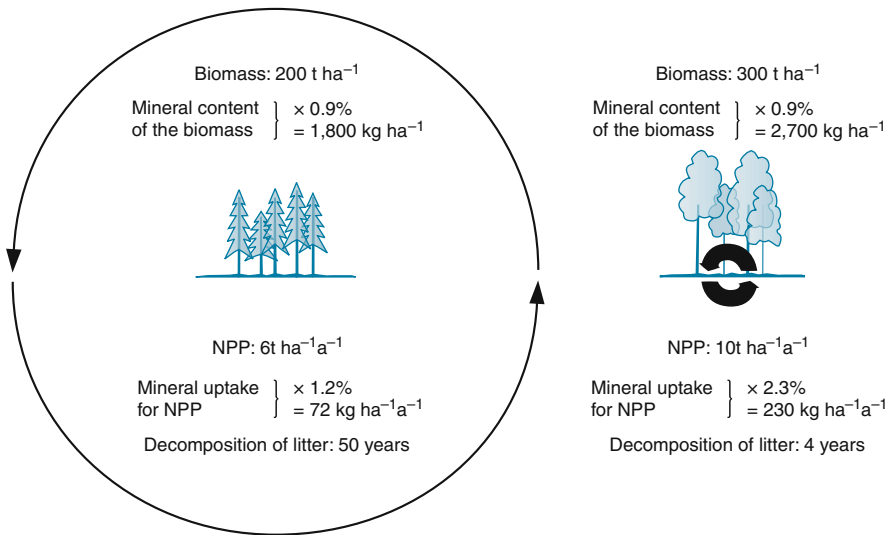 Biomass: 200 t ha⁻¹
Mineral content
of the biomass
× 0.9%
= 1,800 kg ha⁻¹
NPP: 6t ha⁻¹a⁻¹
Mineral uptake
for NPP
× 1.2%
= 72 kg ha⁻¹a⁻¹
Decomposition of litter: 50 years
Biomass: 300 t ha⁻¹
Mineral content
of the biomass
× 0.9%
= 2,700 kg ha⁻¹
NPP: 10t ha⁻¹a⁻¹
Mineral uptake
for NPP
× 2.3%
= 230 kg ha⁻¹a⁻¹
Decomposition of litter: 4 years